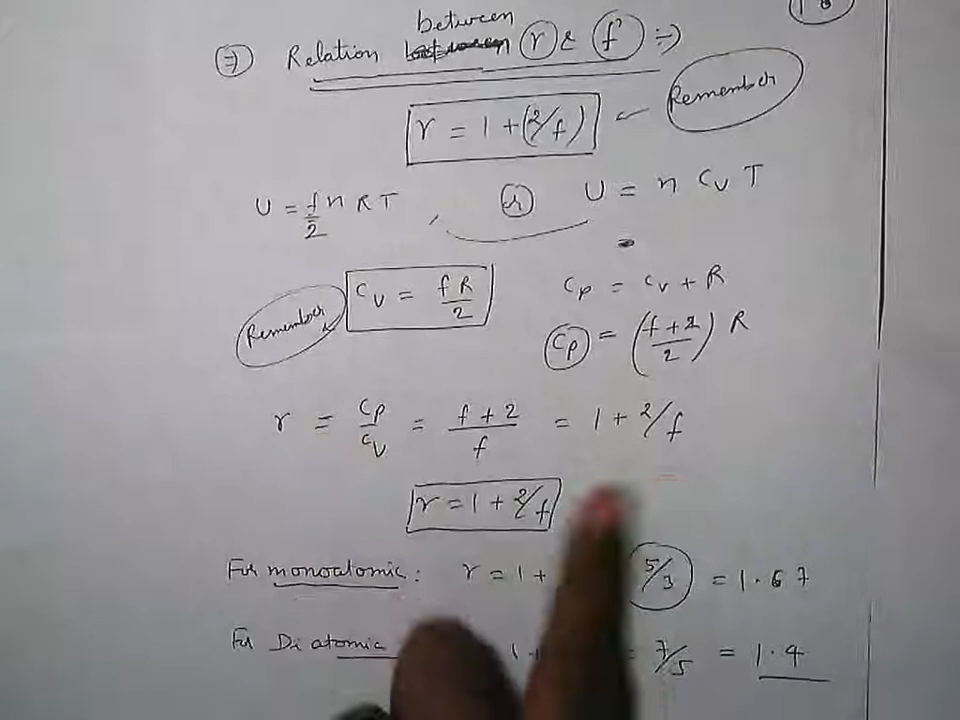 ⇒ Relation between r & f :-)
r = 1 + (2/f) ← Remember
U = f/2 n R T , (or) U = n Cv T
Cv = fR/2 Cp = Cv + R
Remember Cp = (f+2/2) R
r = Cp/Cv = f+2/f = 1 + 2/f
r = 1 + 2/f
For monoatomic : r = 1 + 5/3 = 1.67
For Di atomic = 7/5 = 1.4